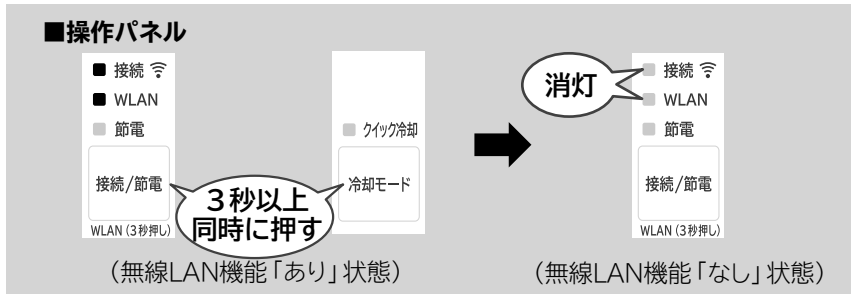 ■操作パネル
接続
WLAN
節電
接続/節電
WLAN (3秒押し)
クイック冷却
冷却モード
3秒以上
同時に押す
(無線LAN機能「あり」状態)
消灯
接続
WLAN
節電
接続/節電
WLAN (3秒押し)
(無線LAN機能「なし」状態)